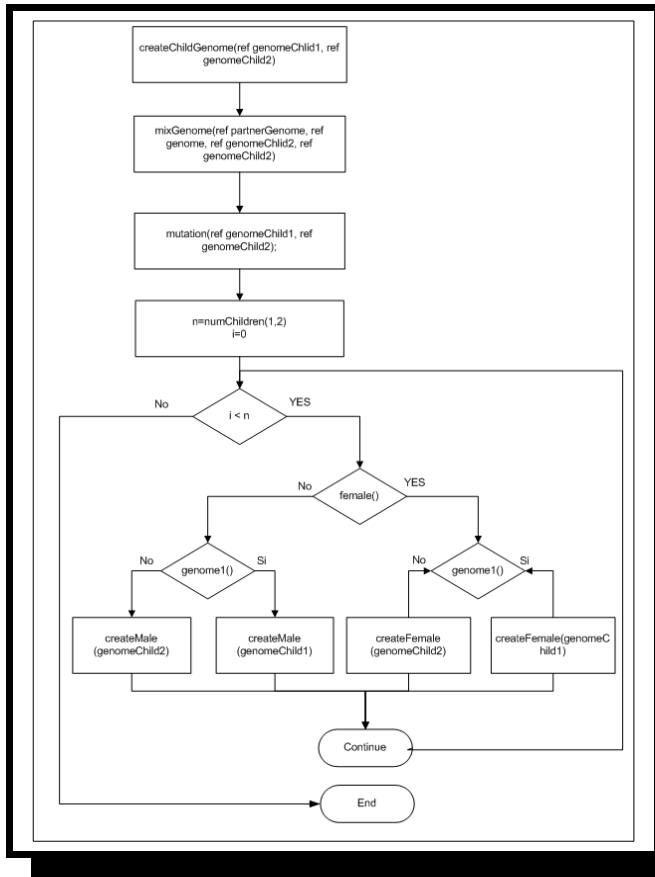 createChildGenome(ref genomeChlid1, ref
genomeChild2)
mixGenome(ref partnerGenome, ref
genome, ref genomeChlid2, ref
genomeChild2)
mutation(ref genomeChild1, ref
genomeChild2);
n=numChildren(1,2)
i=0
No
i < n
YES
No
female()
YES
No
genome1()
Si
No
genome1()
Si
createMale
(genomeChild2)
createMale
(genomeChild1)
createFemale
(genomeChild2)
createFemale(genomeC
hild1)
Continue
End